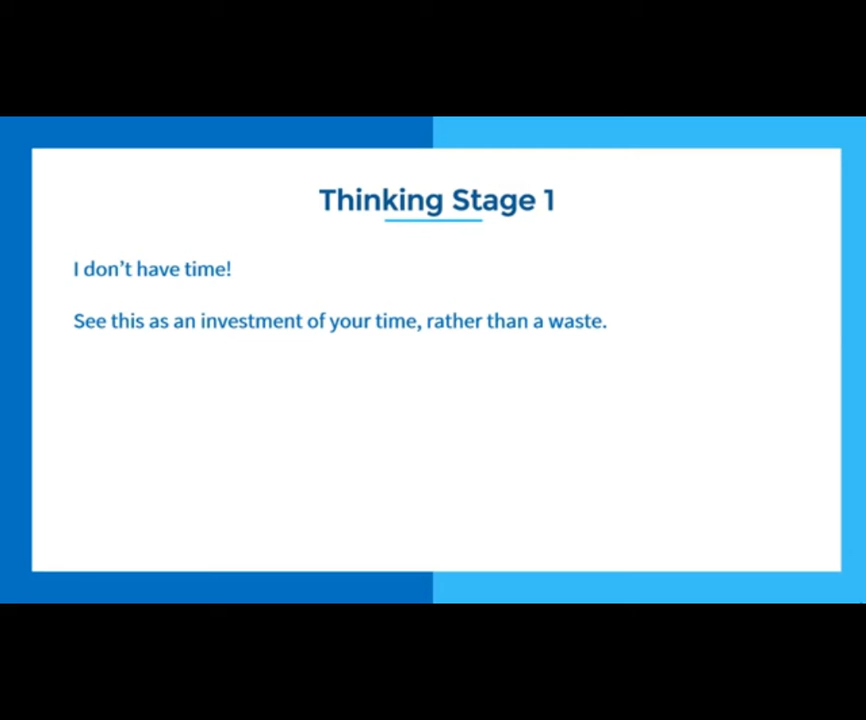 Thinking Stage 1
I don’t have time!
See this as an investment of your time, rather than a waste.